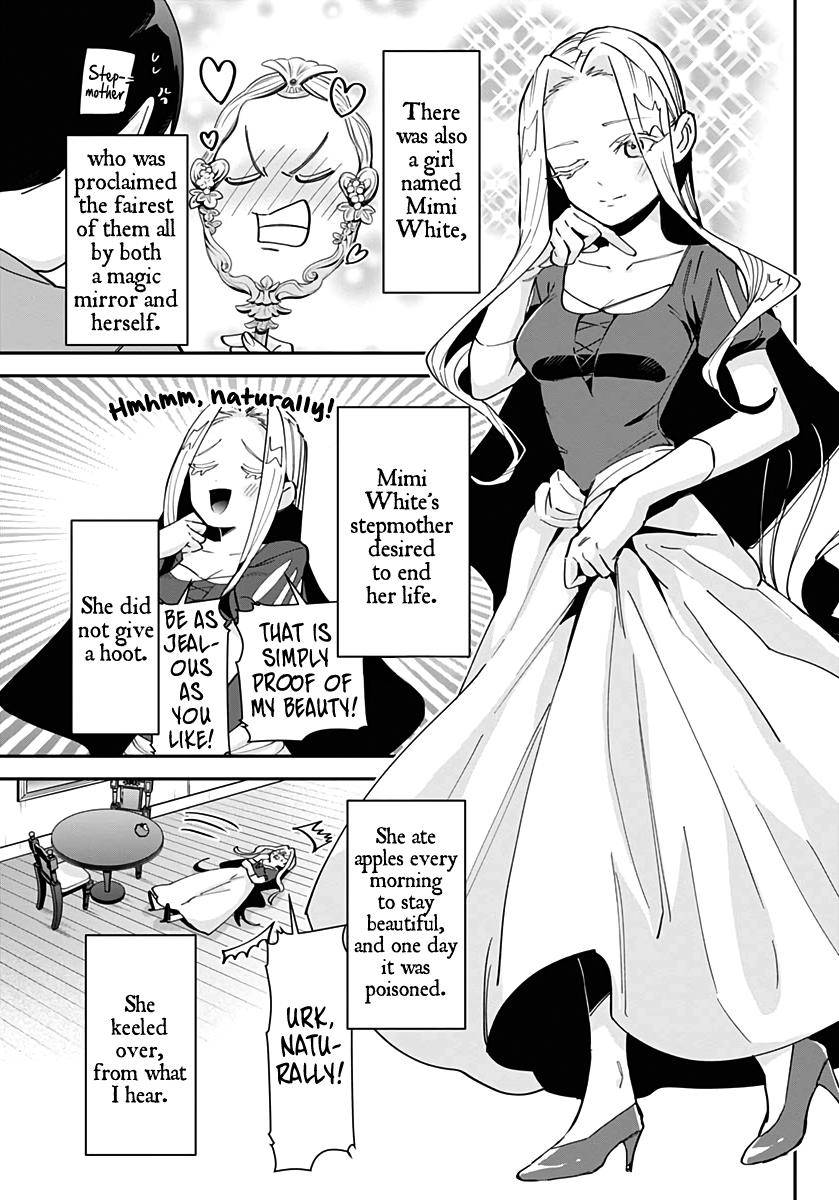 There
was also
a girl
named
Mimi
White,
who was
proclaimed
the fairest
of them all
by both
a magic
mirror and
herself.
Step-
mother
Hmhmm, naturally!
Mimi
White's
stepmother
desired
to end
her life.
THAT IS
SIMPLY
PROOF OF
MY BEAUTY!
BE AS
JEAL-
OUS
AS
YOU
LIKE!
She did
not give
a hoot.
She ate
apples every
morning
to stay
beautiful,
and one day
it was
poisoned.
URK,
NATU-
RALLY!
She
keeled
over,
from what
I hear.